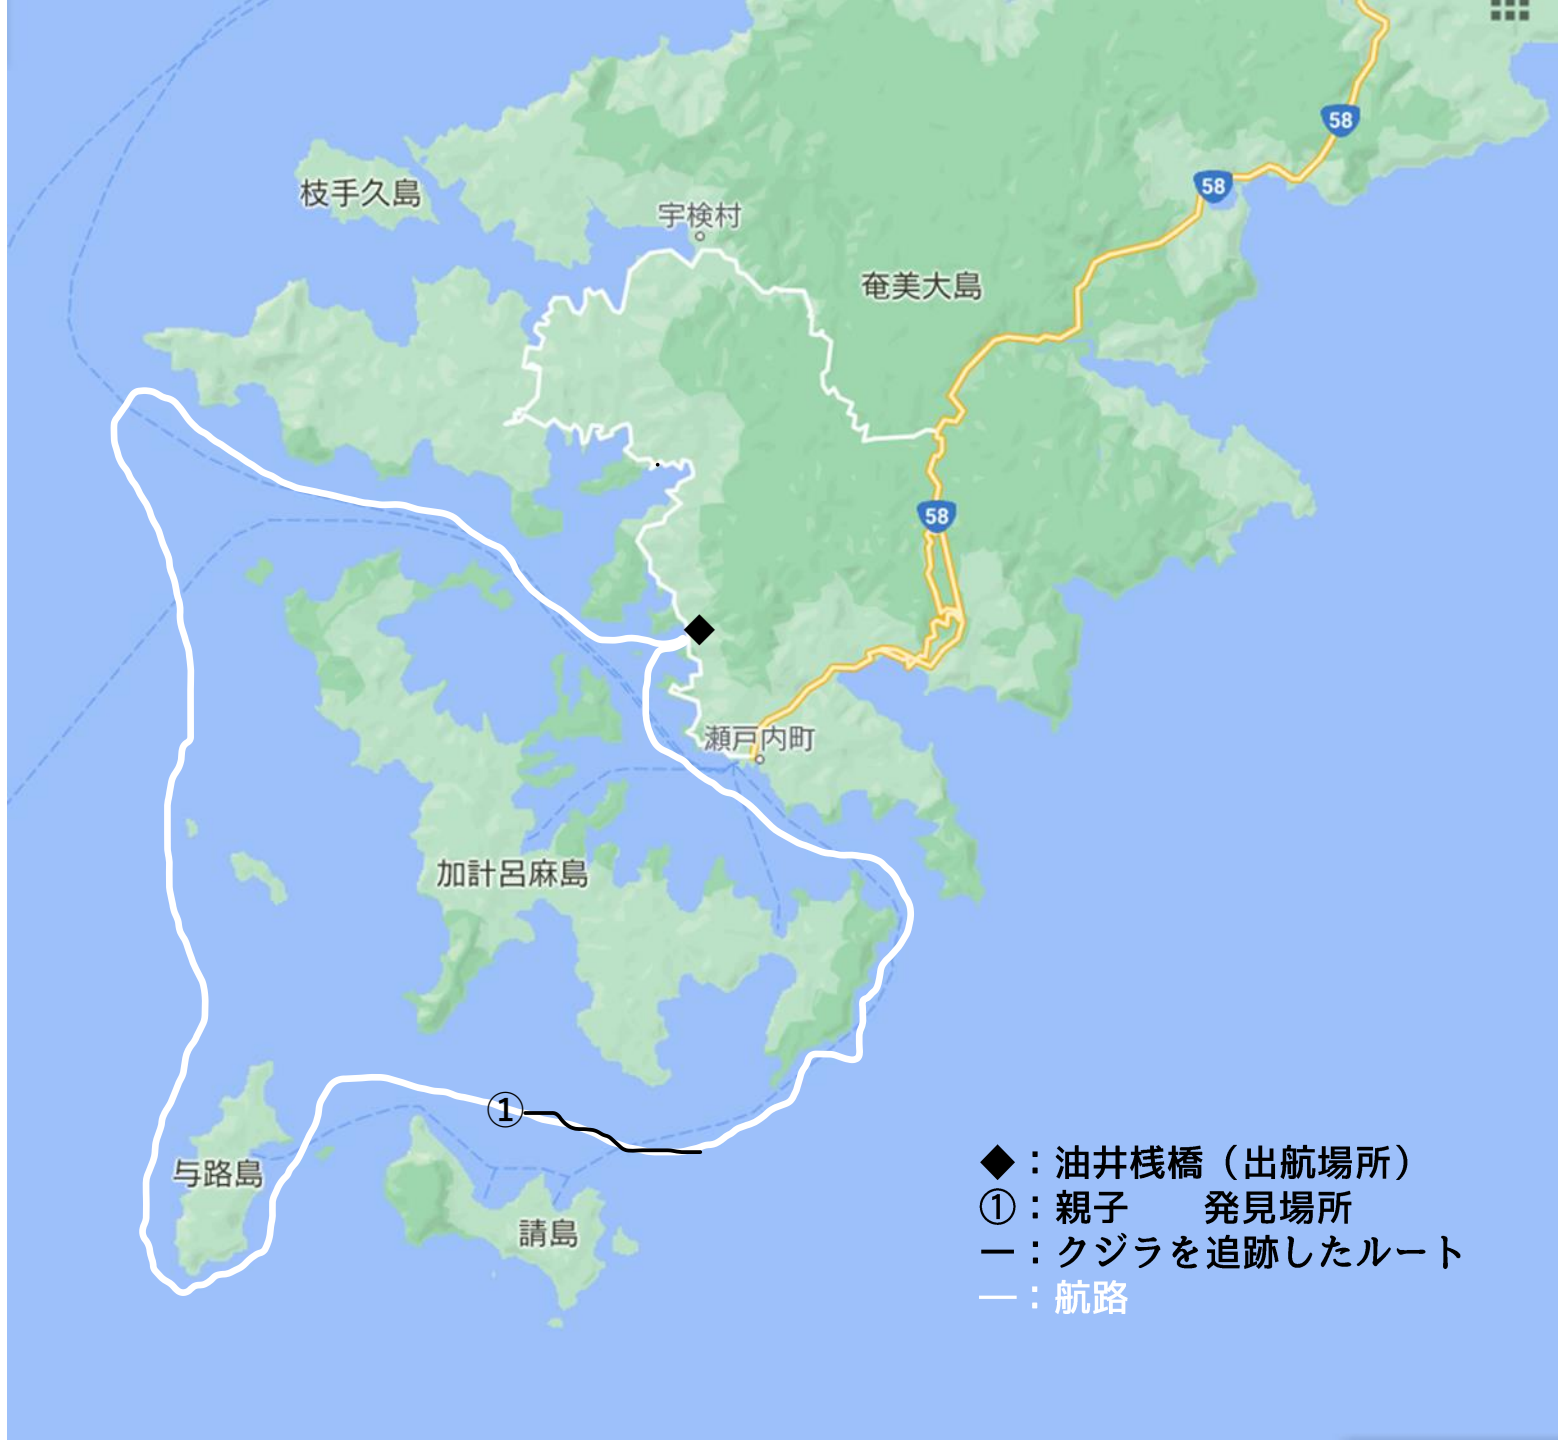 58
58
枝手久島
宇検村
奄美大島
58
瀬戸内町
加計呂麻島
①
与路島
請島
◆：油井桟橋（出航場所）
①：親子　　発見場所
ー：クジラを追跡したルート
―：航路